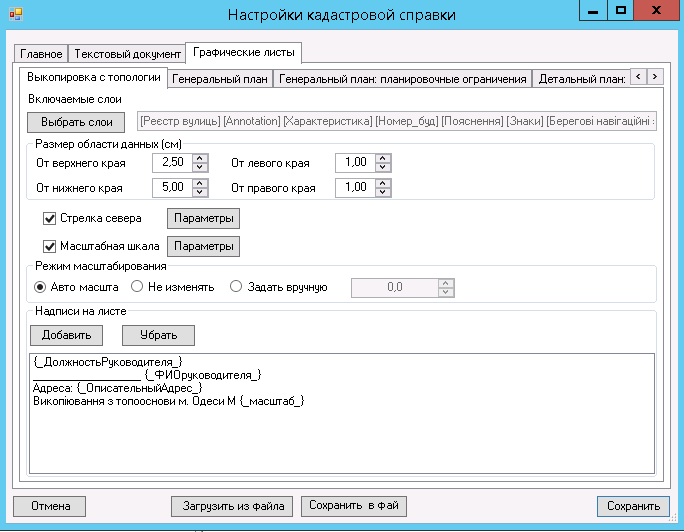 Настройки кадастровой справки
Главное Текстовый документ Графические листы
Выкопировка с топологии Генеральный план Генеральный план: планировочные ограничения Детальный план:
Включаемые слои
Выбрать слои [Реєстр вулиць] [Annotation] [Характеристика] [Номер_буд] [Пояснення] [Знаки] [Берегові навігаційні
Размер области данных (см)
От верхнего края 2,50 От левого края 1,00
От нижнего края 5,00 От правого края 1,00
Стрелка севера Параметры
Масштабная шкала Параметры
Режим масштабирования
Авто масшта Не изменять Задать вручную 0,0
Надписи на листе
Добавить Убрать
{_ДолжностьРуководителя_}
____________________ {_ФИОруководителя_}
Адреса: {_ОписательныйАдрес_}
Викопіювання з топооснови м. Одеси М {_масштаб_}
Отмена Загрузить из файла Сохранить в фай Сохранить